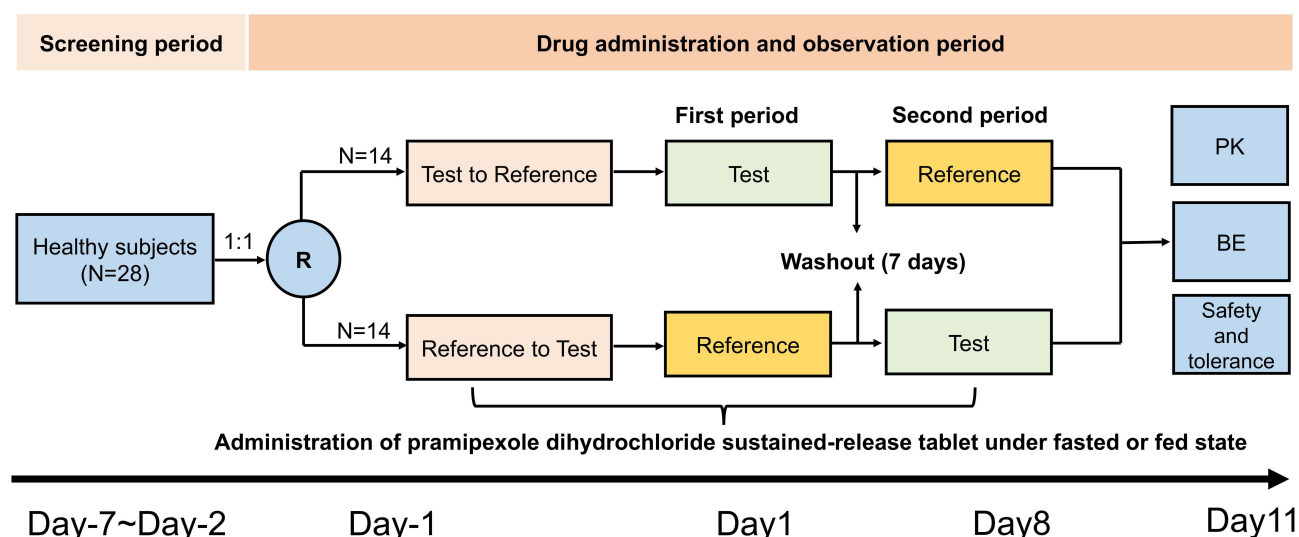 Screening period
Drug administration and observation period
First period
Second period
N=14
Test to Reference
Test
Reference
PK
Healthy subjects
(N=28)
1:1
R
Washout (7 days)
BE
N=14
Reference to Test
Reference
Test
Safety
and
tolerance
Administration of pramipexole dihydrochloride sustained-release tablet under fasted or fed state
Day-7~Day-2
Day-1
Day1
Day8
Day11